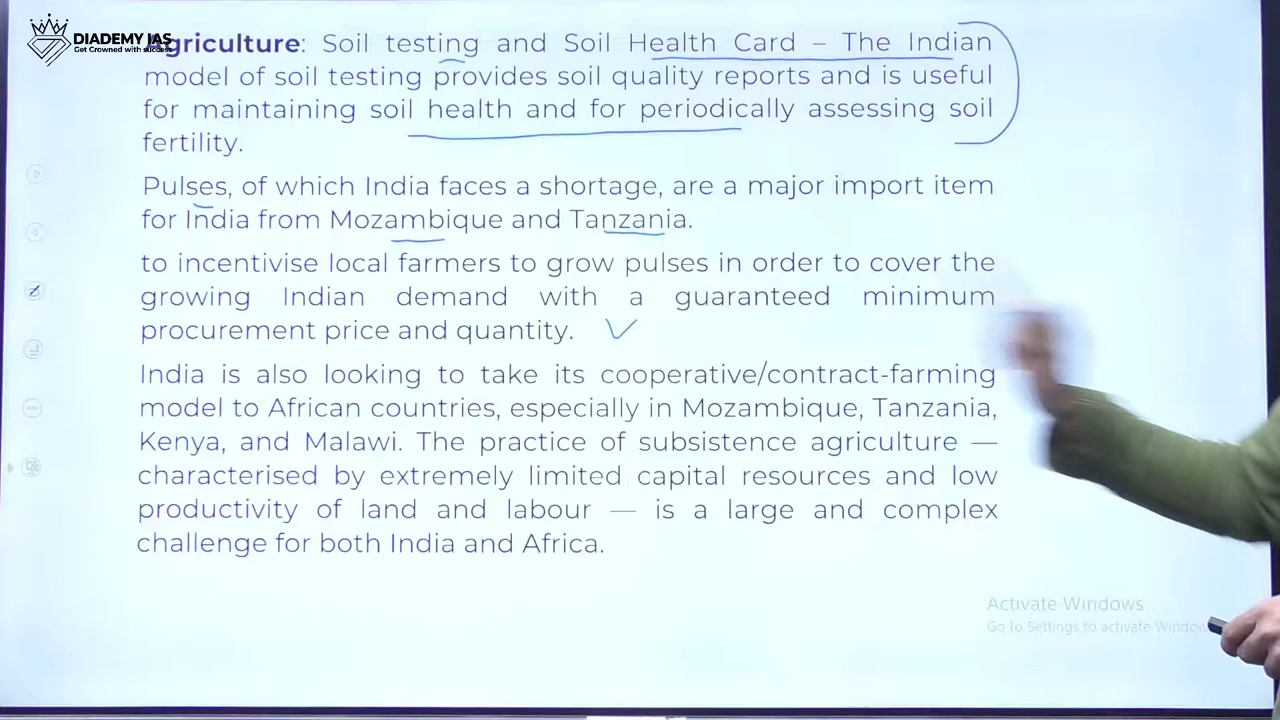 DIADEMY IAS
Get Crowned with success
Agriculture: Soil testing and Soil Health Card – The Indian
model of soil testing provides soil quality reports and is useful
for maintaining soil health and for periodically assessing soil
fertility.
Pulses, of which India faces a shortage, are a major import item
for India from Mozambique and Tanzania.
to incentivise local farmers to grow pulses in order to cover the
growing Indian demand with a guaranteed minimum
procurement price and quantity.
India is also looking to take its cooperative/contract-farming
model to African countries, especially in Mozambique, Tanzania,
Kenya, and Malawi. The practice of subsistence agriculture —
characterised by extremely limited capital resources and low
productivity of land and labour — is a large and complex
challenge for both India and Africa.
Activate Windows
Go to Settings to activate Window